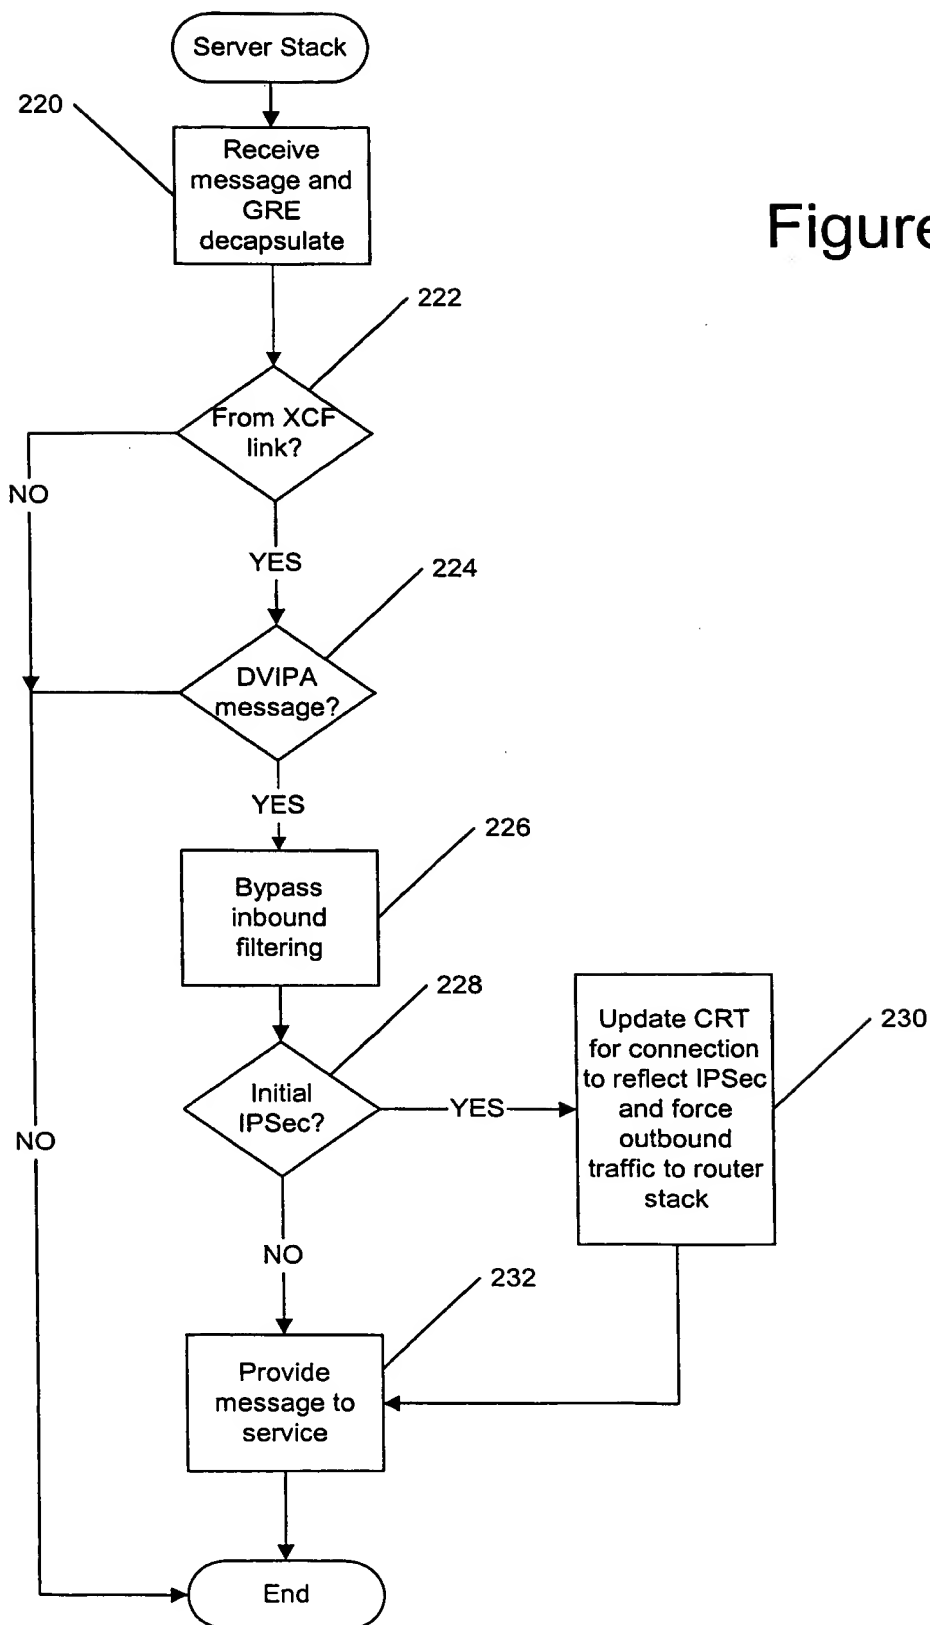 Server Stack
220
Receive
message and
GRE
decapsulate
Figure
222
From XCF
link?
NO
YES
224
DVIPA
message?
YES
226
Bypass
inbound
filtering
228
Initial
IPSec?
YES
Update CRT
for connection
to reflect IPSec
and force
outbound
traffic to router
stack
230
NO
NO
232
Provide
message to
service
End